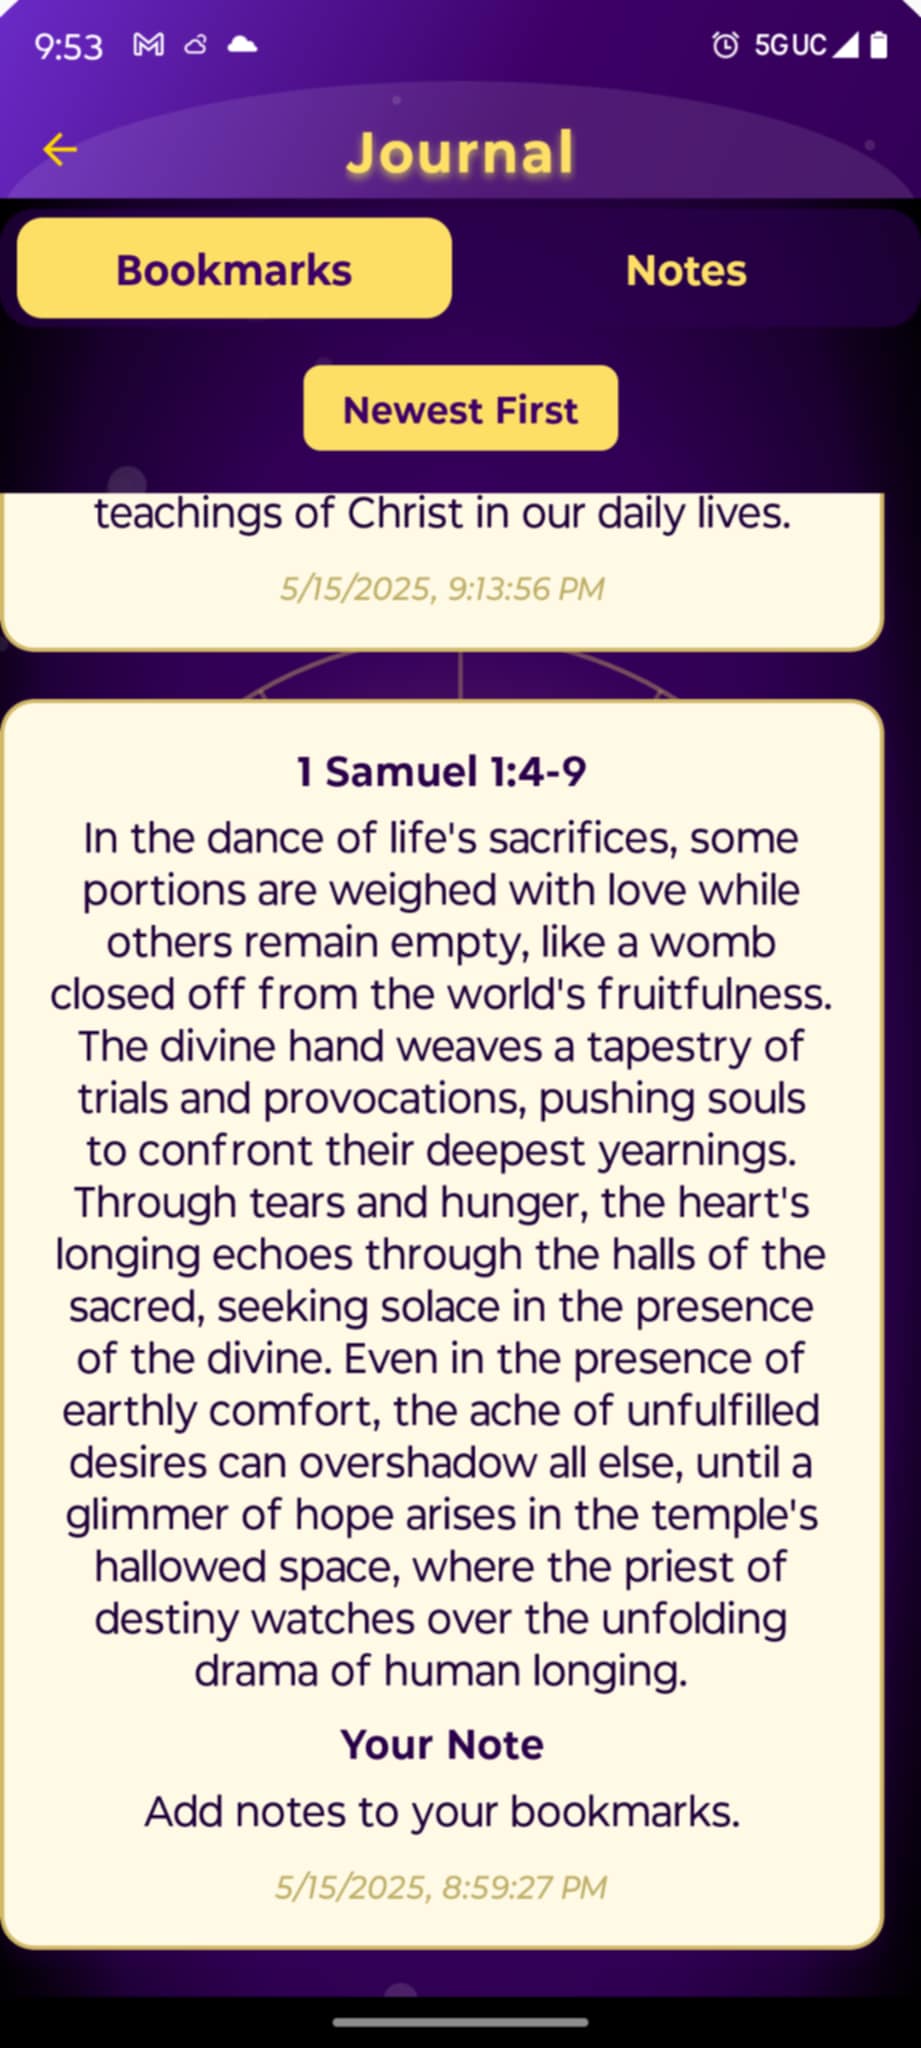 9:53
5G UC
Journal
Bookmarks
Notes
Newest First
teachings of Christ in our daily lives.
5/15/2025, 9:13:56 PM
1 Samuel 1:4-9
In the dance of life's sacrifices, some
portions are weighed with love while
others remain empty, like a womb
closed off from the world's fruitfulness.
The divine hand weaves a tapestry of
trials and provocations, pushing souls
to confront their deepest yearnings.
Through tears and hunger, the heart's
longing echoes through the halls of the
sacred, seeking solace in the presence
of the divine. Even in the presence of
earthly comfort, the ache of unfulfilled
desires can overshadow all else, until a
glimmer of hope arises in the temple's
hallowed space, where the priest of
destiny watches over the unfolding
drama of human longing.
Your Note
Add notes to your bookmarks.
5/15/2025, 8:59:27 PM